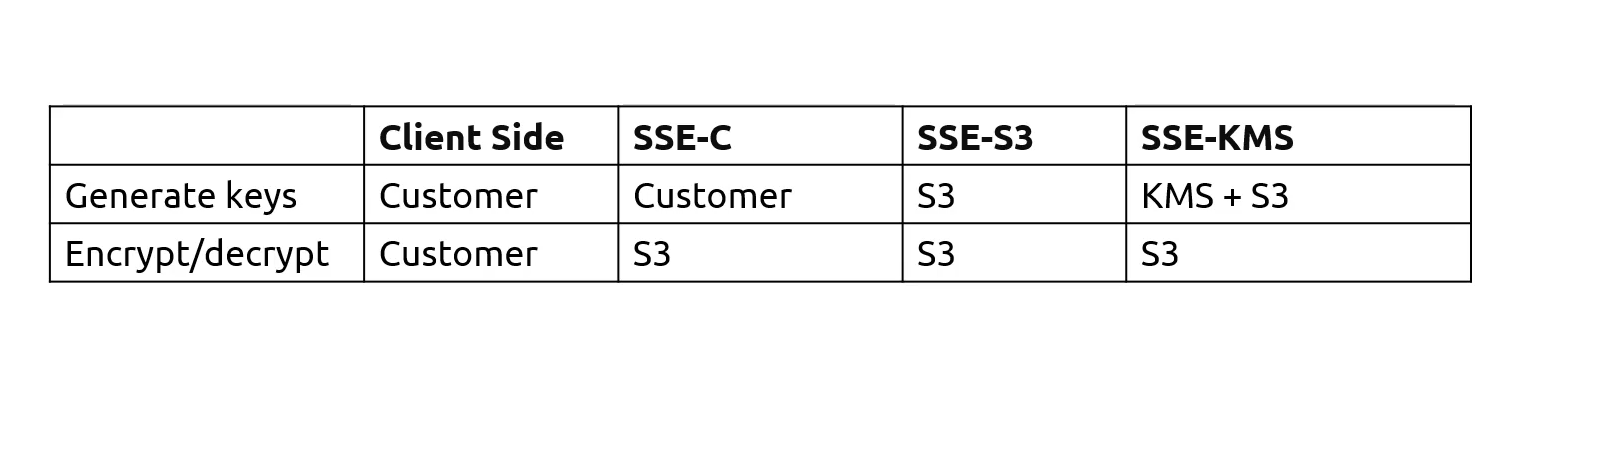 Client Side SSE-C SSE-S3 SSE-KMS
Generate keys Customer Customer S3 KMS + S3
Encrypt/decrypt Customer S3 S3 S3